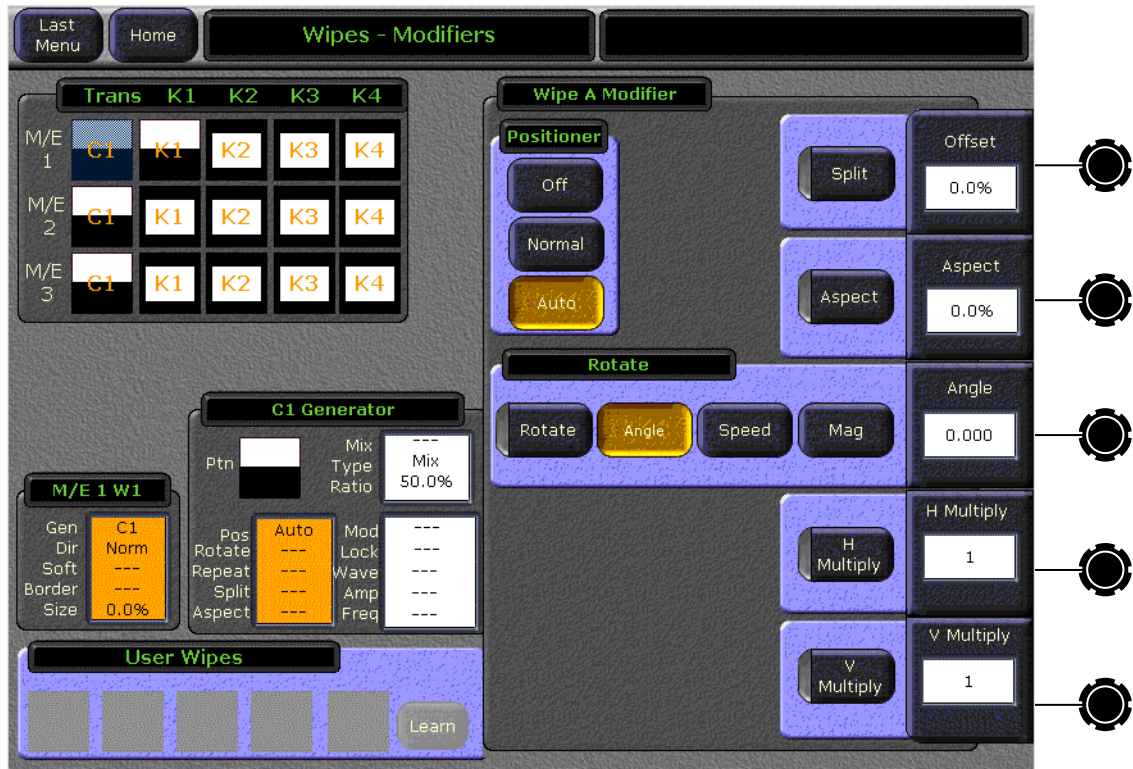 Last Menu
Home
Wipes - Modifiers
Trans K1 K2 K3 K4
M/E 1
C1 K1 K2 K3 K4
M/E 2
C1 K1 K2 K3 K4
M/E 3
C1 K1 K2 K3 K4
C1 Generator
Ptn
Mix ---
Type Mix
Ratio 50.0%
Pos Auto
Rotate ---
Repeat ---
Split ---
Aspect ---
Mod ---
Lock ---
Wave ---
Amp ---
Freq ---
M/E 1 W1
Gen C1
Dir Norm
Soft ---
Border ---
Size 0.0%
User Wipes
Learn
Wipe A Modifier
Positioner
Off
Normal
Auto
Split
Offset
0.0%
Aspect
Aspect
0.0%
Rotate
Rotate
Angle
Speed
Mag
Angle
0.000
H Multiply
H Multiply
1
V Multiply
V Multiply
1